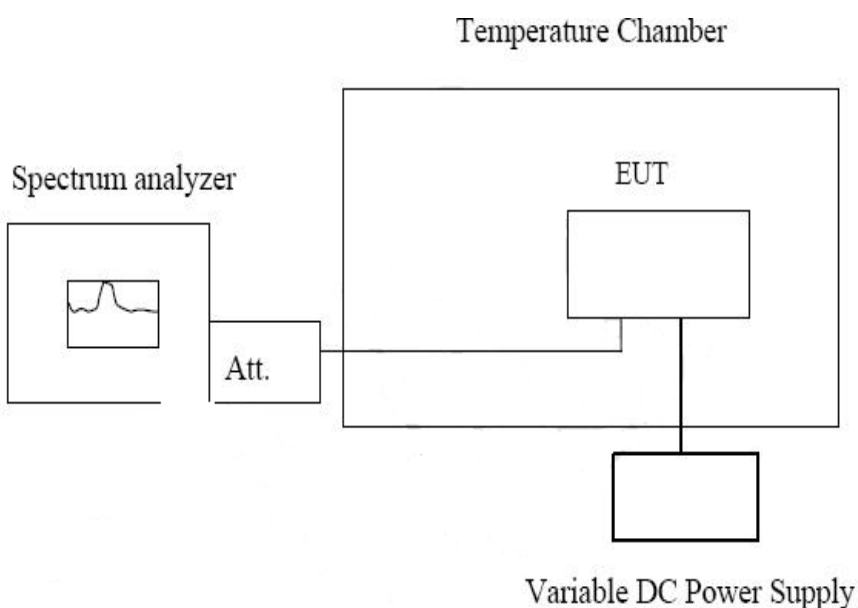 Temperature Chamber
Spectrum analyzer
EUT
Att.
Variable DC Power Supply